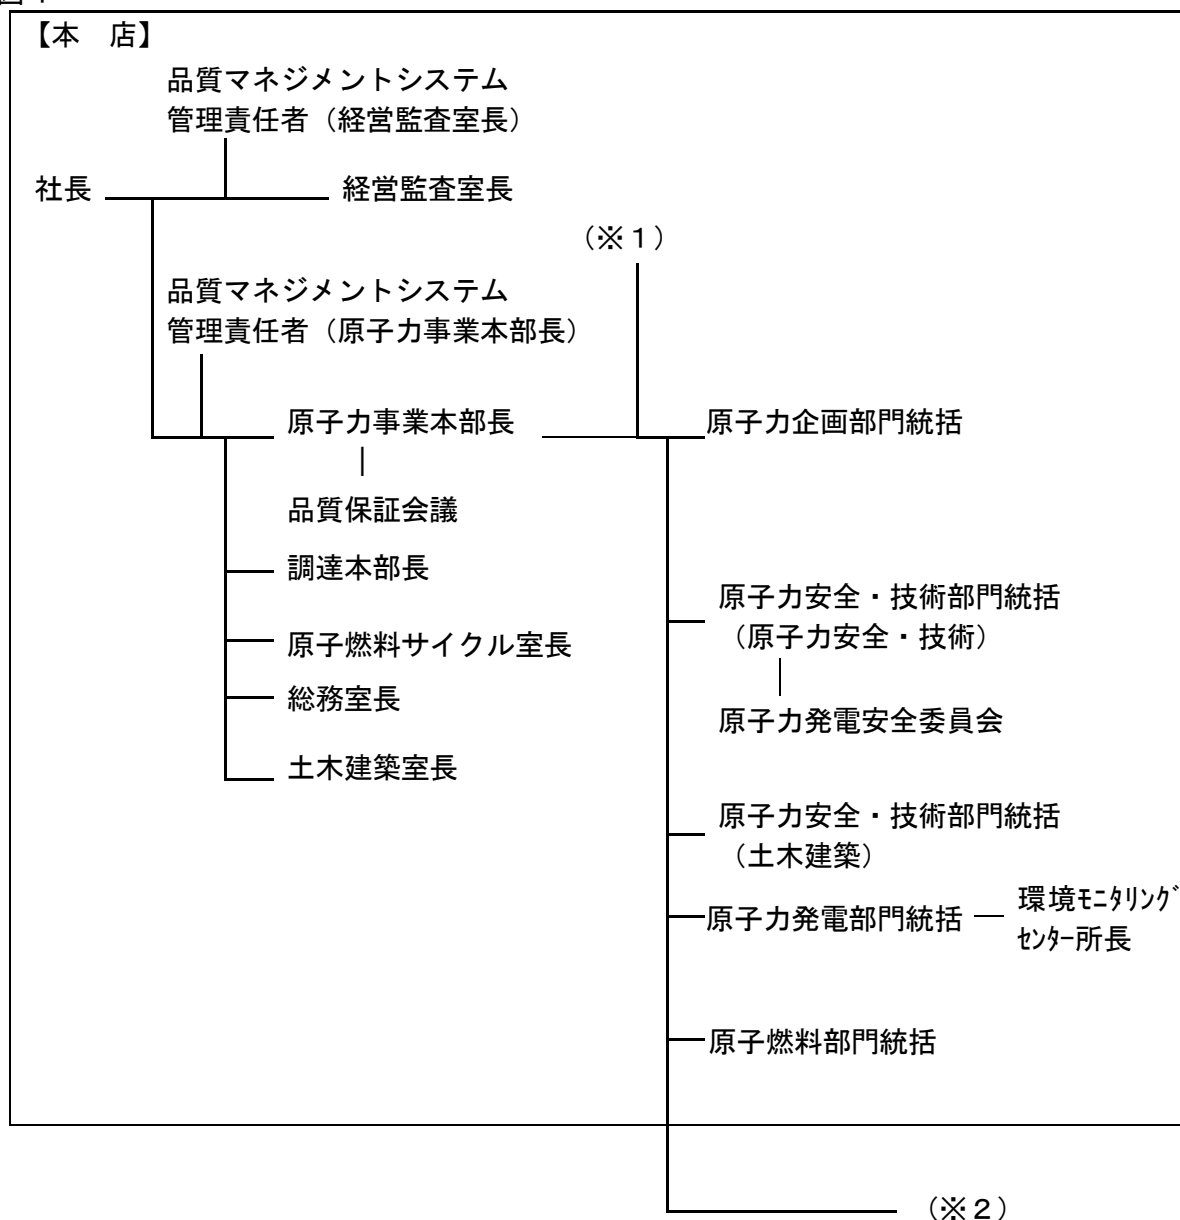 【本　店】
品質マネジメントシステム
管理責任者（経営監査室長）
社長
経営監査室長
（※１）
品質マネジメントシステム
管理責任者（原子力事業本部長）
原子力事業本部長
原子力企画部門統括
品質保証会議
調達本部長
原子力安全・技術部門統括
（原子力安全・技術）
原子燃料サイクル室長
総務室長
原子力発電安全委員会
土木建築室長
原子力安全・技術部門統括
（土木建築）
原子力発電部門統括
環境ﾓﾆﾀﾘﾝｸﾞ
ｾﾝﾀｰ所長
原子燃料部門統括
（※２）